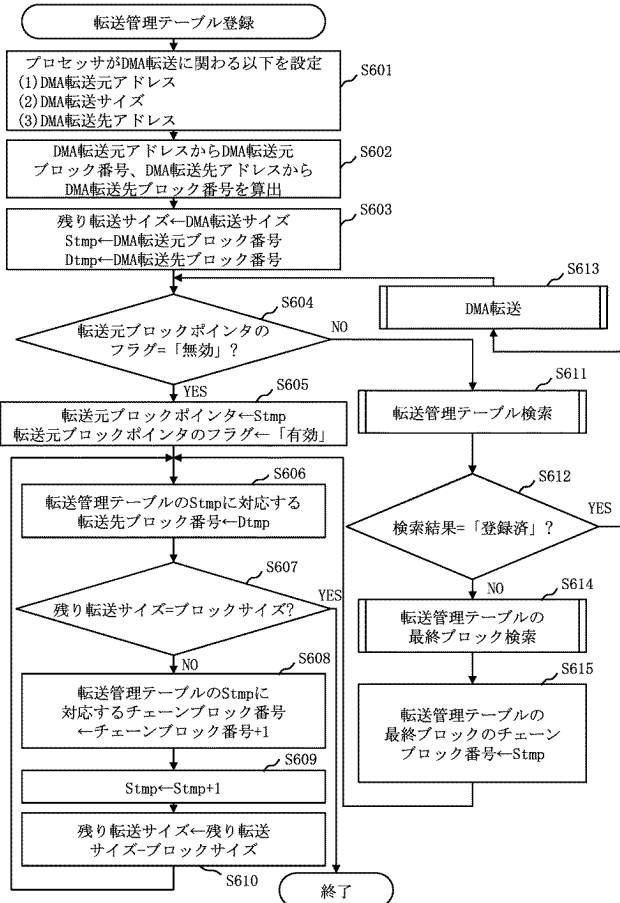 転送管理テーブル登録
プロセッサがDMA転送に関わる以下を設定
(1)DMA転送元アドレス
(2)DMA転送サイズ
(3)DMA転送先アドレス
S601
DMA転送元アドレスからDMA転送元
ブロック番号、DMA転送先アドレスから
DMA転送先ブロック番号を算出
S602
残り転送サイズ←DMA転送サイズ
Stmp←DMA転送元ブロック番号
Dtmp←DMA転送先ブロック番号
S603
S613
DMA転送
S604
転送元ブロックポインタの
フラグ=「無効」?
NO
YES
S605
転送元ブロックポインタ←Stmp
転送元ブロックポインタのフラグ←「有効」
S611
転送管理テーブル検索
S606
転送管理テーブルのStmpに対応する
転送先ブロック番号←Dtmp
S612
検索結果=「登録済」?
YES
NO
S607
残り転送サイズ=ブロックサイズ?
YES
NO
S614
転送管理テーブルの
最終ブロック検索
S608
転送管理テーブルのStmpに
対応するチェーンブロック番号
←チェーンブロック番号+1
S615
転送管理テーブルの
最終ブロックのチェーン
ブロック番号←Stmp
S609
Stmp←Stmp+1
残り転送サイズ←残り転送
サイズ-ブロックサイズ
S610
終了